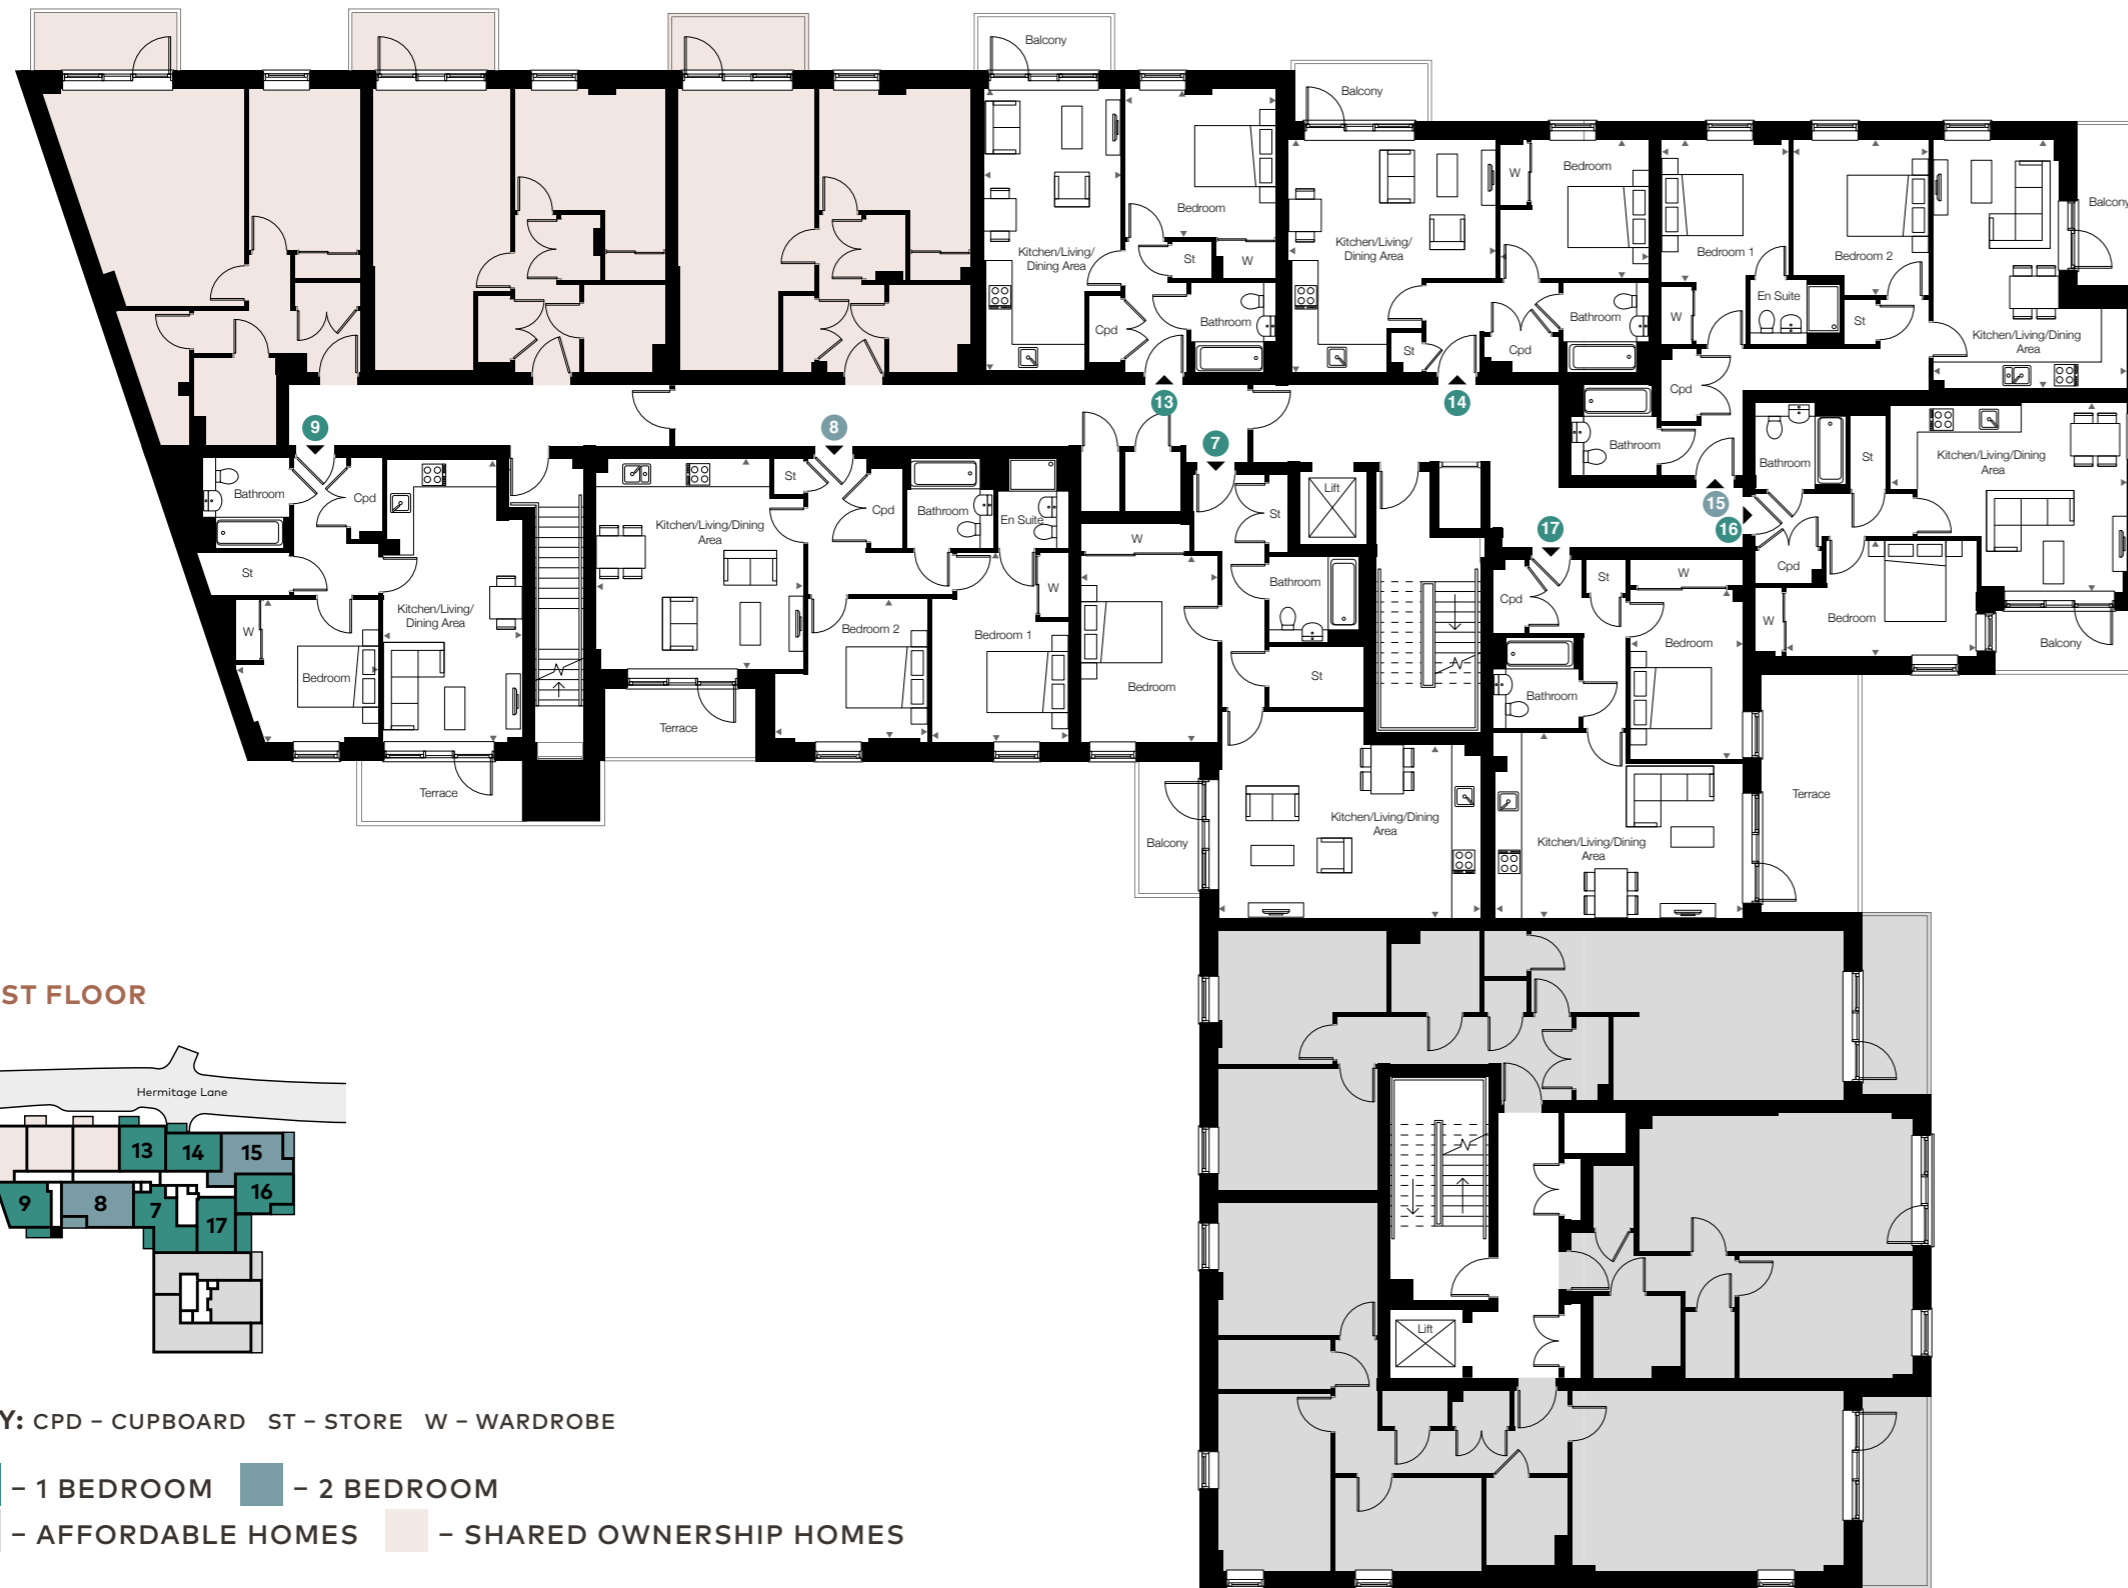 Balcony
Balcony
Balcony
Kitchen/Living/
Dining Area
Bedroom
St
W
Cpd
Bathroom
13
Kitchen/Living/
Dining Area
W
Bedroom
St
Cpd
Bathroom
14
Bedroom 1
W
En Suite
Bedroom 2
St
Cpd
Bathroom
Kitchen/Living/Dining
Area
15
Bathroom
St
Kitchen/Living/Dining
Area
16
Cpd
W
Bedroom
Balcony
9
Bathroom
Cpd
St
W
Bedroom
Kitchen/Living/
Dining Area
Terrace
8
St
Cpd
Kitchen/Living/Dining
Area
Bathroom
En Suite
W
Bedroom 2
Bedroom 1
Terrace
7
St
W
Bathroom
Bedroom
St
Kitchen/Living/Dining
Area
Balcony
Lift
17
Cpd
St
W
Bedroom
Bathroom
Kitchen/Living/Dining
Area
Terrace
Lift
ST FLOOR
Hermitage Lane
13
14
15
16
9
8
7
17
Y: CPD – CUPBOARD ST – STORE W – WARDROBE
– 1 BEDROOM – 2 BEDROOM
– AFFORDABLE HOMES – SHARED OWNERSHIP HOMES